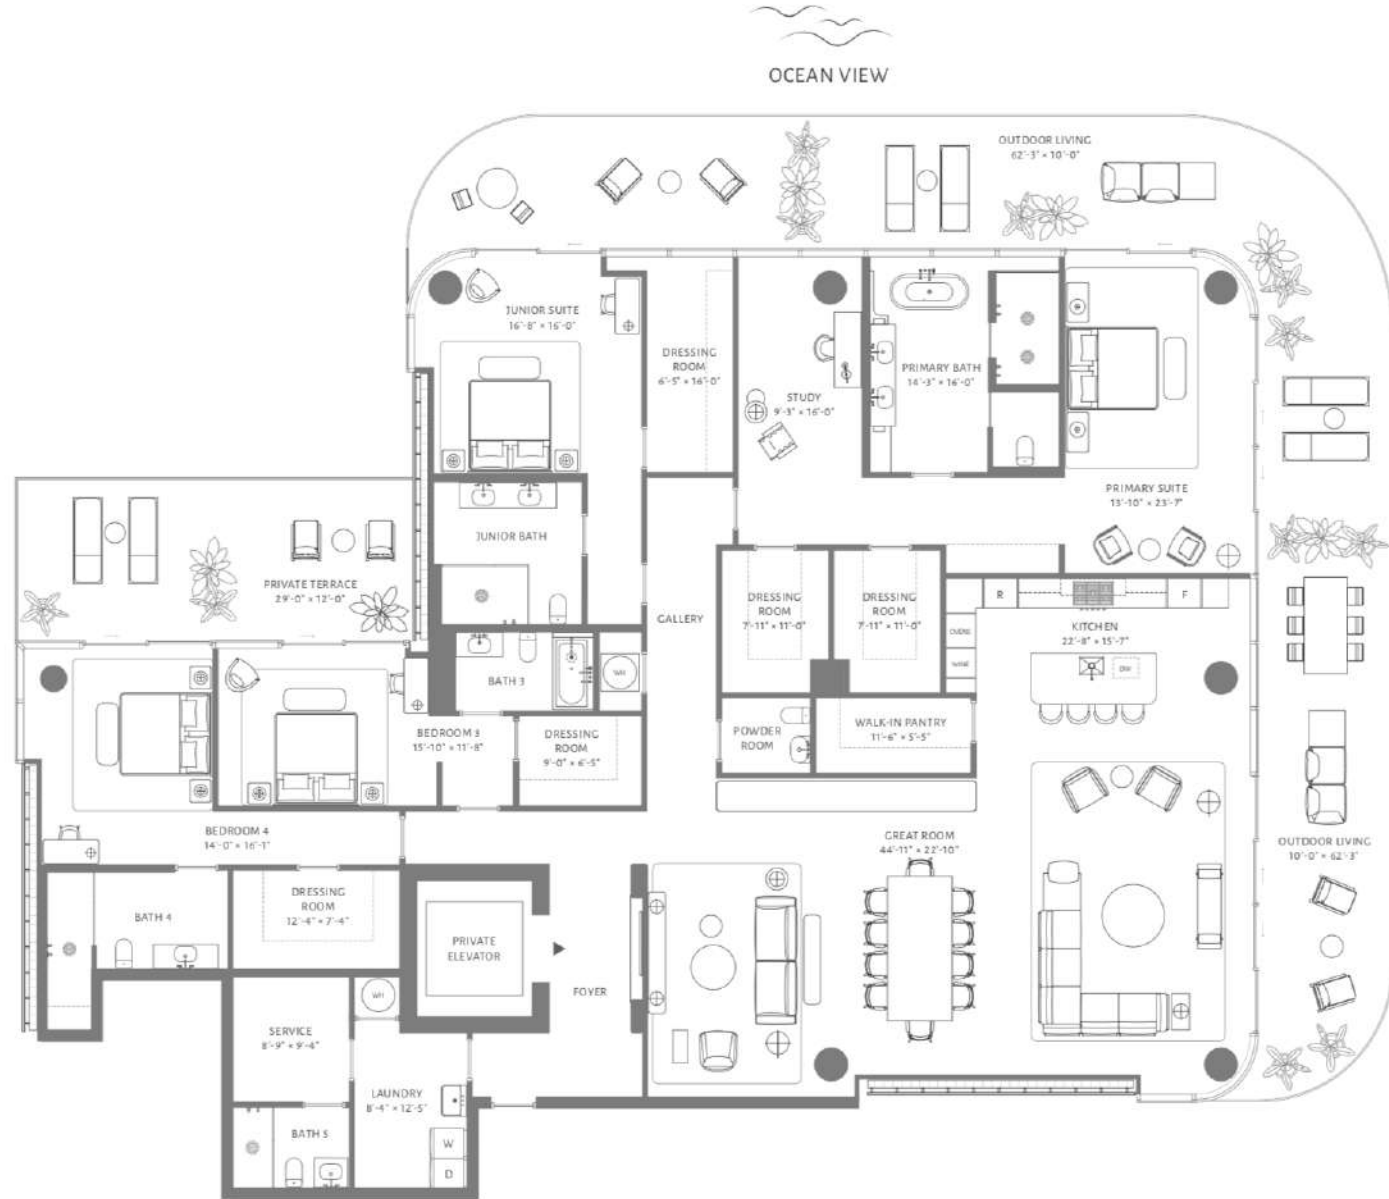 OCEAN VIEW
OUTDOOR LIVING
62'-3" × 10'-0"
JUNIOR SUITE
16'-8" × 16'-0"
DRESSING
ROOM
6'-5" × 16'-0"
STUDY
9'-3" × 16'-0"
PRIMARY BATH
14'-3" × 16'-0"
PRIMARY SUITE
13'-10" × 23'-7"
JUNIOR BATH
PRIVATE TERRACE
29'-0" × 12'-0"
GALLERY
DRESSING
ROOM
7'-11" × 11'-0"
DRESSING
ROOM
7'-11" × 11'-0"
R
F
OVENS
WINE
KITCHEN
22'-8" × 15'-7"
DW
BATH 3
WH
BEDROOM 3
15'-10" × 11'-8"
DRESSING
ROOM
9'-0" × 6'-5"
POWDER
ROOM
WALK-IN PANTRY
11'-6" × 5'-5"
BEDROOM 4
14'-0" × 16'-1"
GREAT ROOM
44'-11" × 22'-10"
OUTDOOR LIVING
10'-0" × 62'-3"
BATH 4
DRESSING
ROOM
12'-4" × 7'-4"
PRIVATE
ELEVATOR
FOYER
WH
SERVICE
8'-9" × 9'-4"
LAUNDRY
8'-4" × 12'-5"
BATH 5
W
D